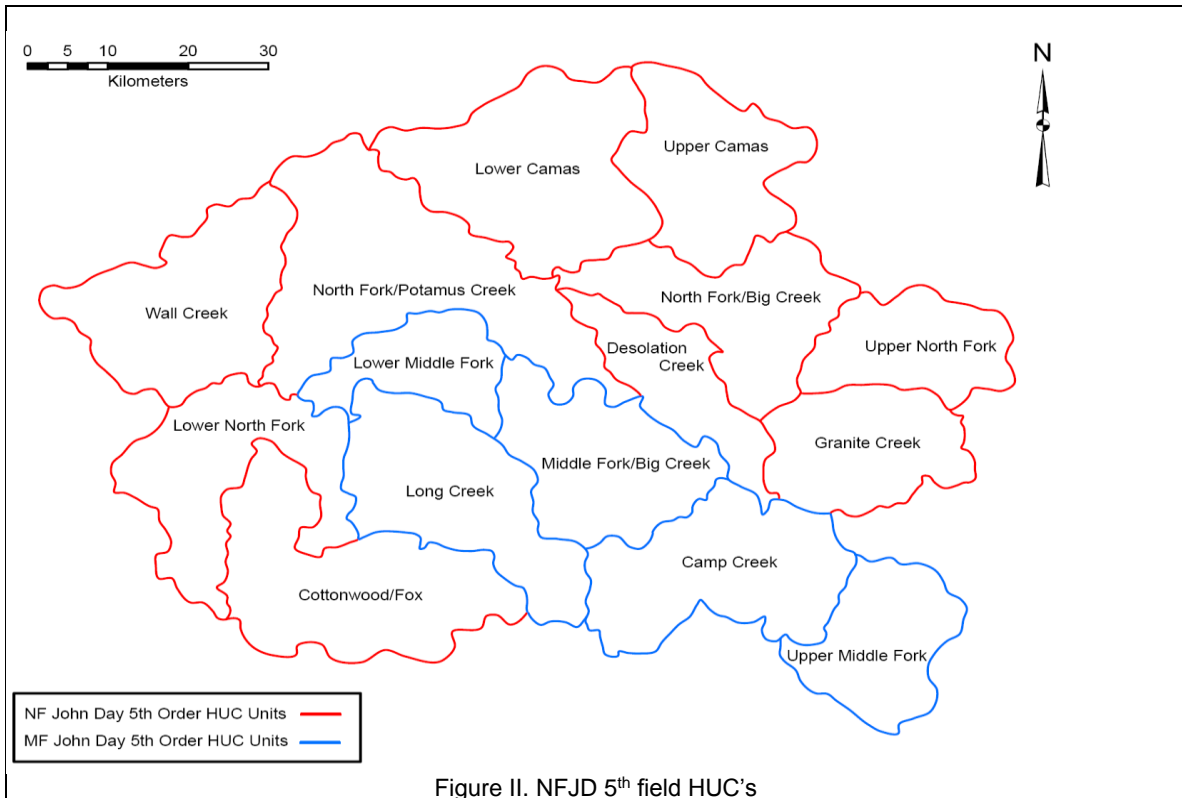 0 5 10 20 30
Kilometers
N
Upper Camas
Lower Camas
North Fork/Potamus Creek
North Fork/Big Creek
Wall Creek
Desolation
Creek
Upper North Fork
Lower Middle Fork
Lower North Fork
Granite Creek
Middle Fork/Big Creek
Long Creek
Camp Creek
Cottonwood/Fox
Upper Middle Fork
NF John Day 5th Order HUC Units
MF John Day 5th Order HUC Units
Figure II. NFJD 5th field HUC's